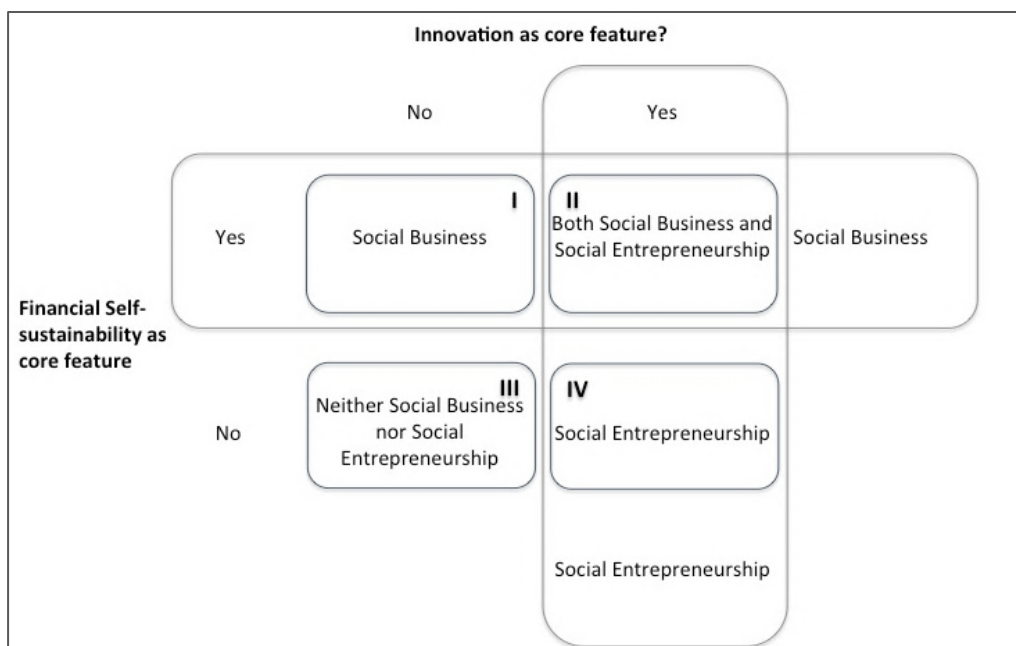 Innovation as core feature?
No
Yes
Yes
I
Social Business
II
Both Social Business and
Social Entrepreneurship
Social Business
Financial Self-
sustainability as
core feature
No
III
Neither Social Business
nor Social
Entrepreneurship
IV
Social Entrepreneurship
Social Entrepreneurship